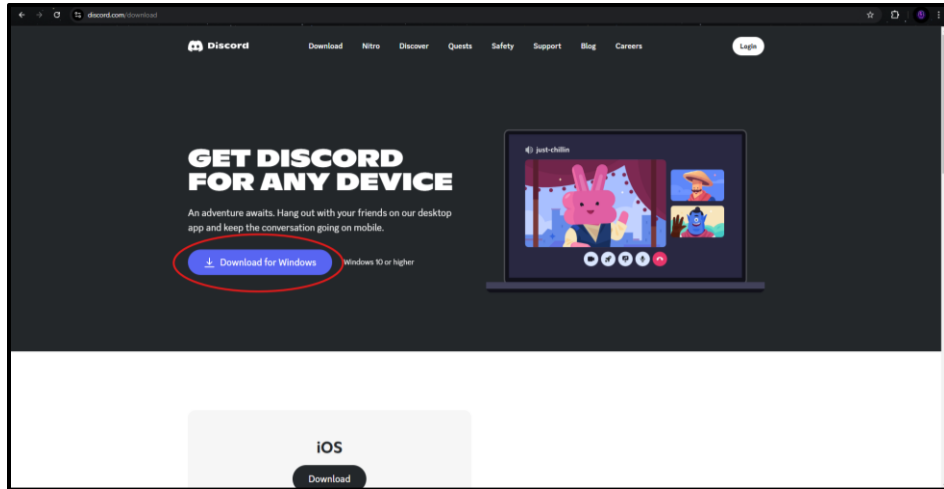 discord.com/download
Discord
Download Nitro Discover Quests Safety Support Blog Careers
Login
GET DISCORD
FOR ANY DEVICE
An adventure awaits. Hang out with your friends on our desktop
app and keep the conversation going on mobile.
Download for Windows
Windows 10 or higher
just-chillin
iOS
Download